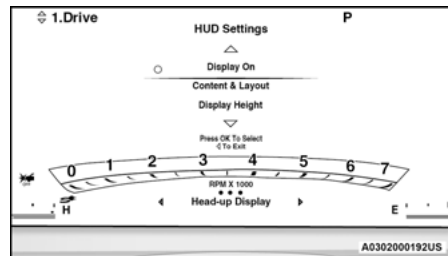 1.Drive P
HUD Settings
Display On
Content & Layout
Display Height
Press OK To Select
To Exit
0 1 2 3 4 5 6 7
RPM X 1000
H E
Head-up Display
A0302000192US